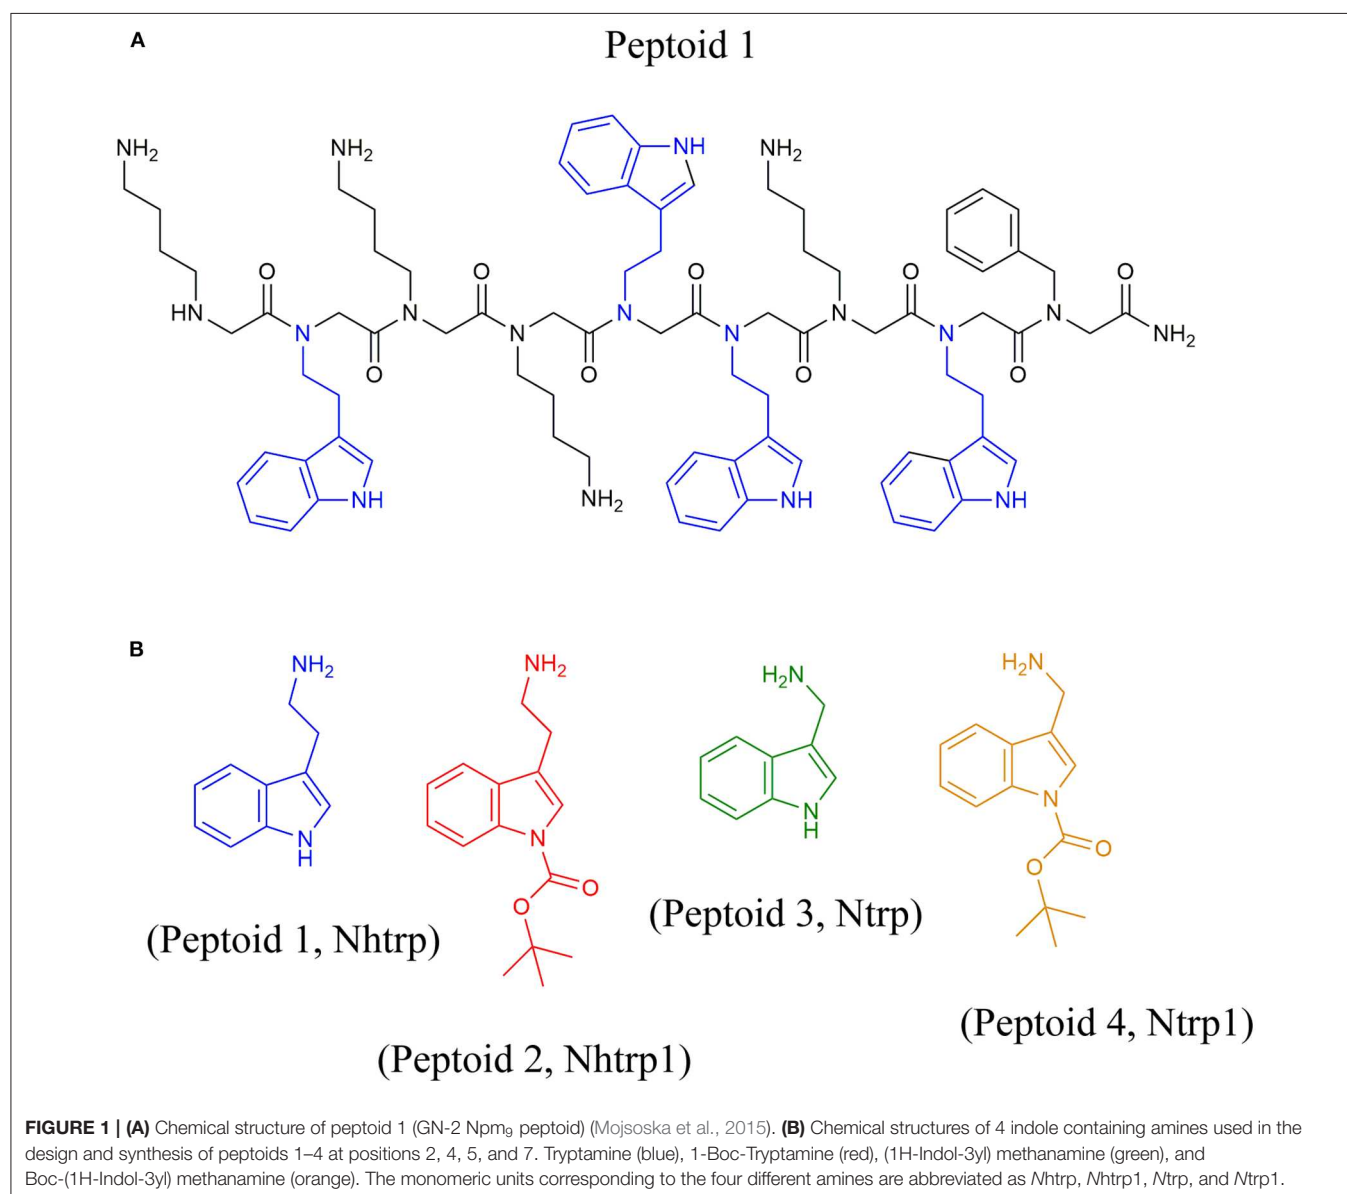 A
Peptoid 1
NH2 NH2 NH NH2
O O O O O
HN N N N N N N N N NH2
O O O O
NH NH2 NH NH
B
NH2 NH2 H2N H2N
N
H
N
O
O
N
H
N
O
O
(Peptoid 1, Nhtrp)
(Peptoid 3, Ntrp)
(Peptoid 4, Ntrp1)
(Peptoid 2, Nhtrp1)
FIGURE 1 | (A) Chemical structure of peptoid 1 (GN-2 Npm9 peptoid) (Mojsoska et al., 2015). (B) Chemical structures of 4 indole containing amines used in the
design and synthesis of peptoids 1–4 at positions 2, 4, 5, and 7. Tryptamine (blue), 1-Boc-Tryptamine (red), (1H-Indol-3yl) methanamine (green), and
Boc-(1H-Indol-3yl) methanamine (orange). The monomeric units corresponding to the four different amines are abbreviated as Nhtrp, Nhtrp1, Ntrp, and Ntrp1.